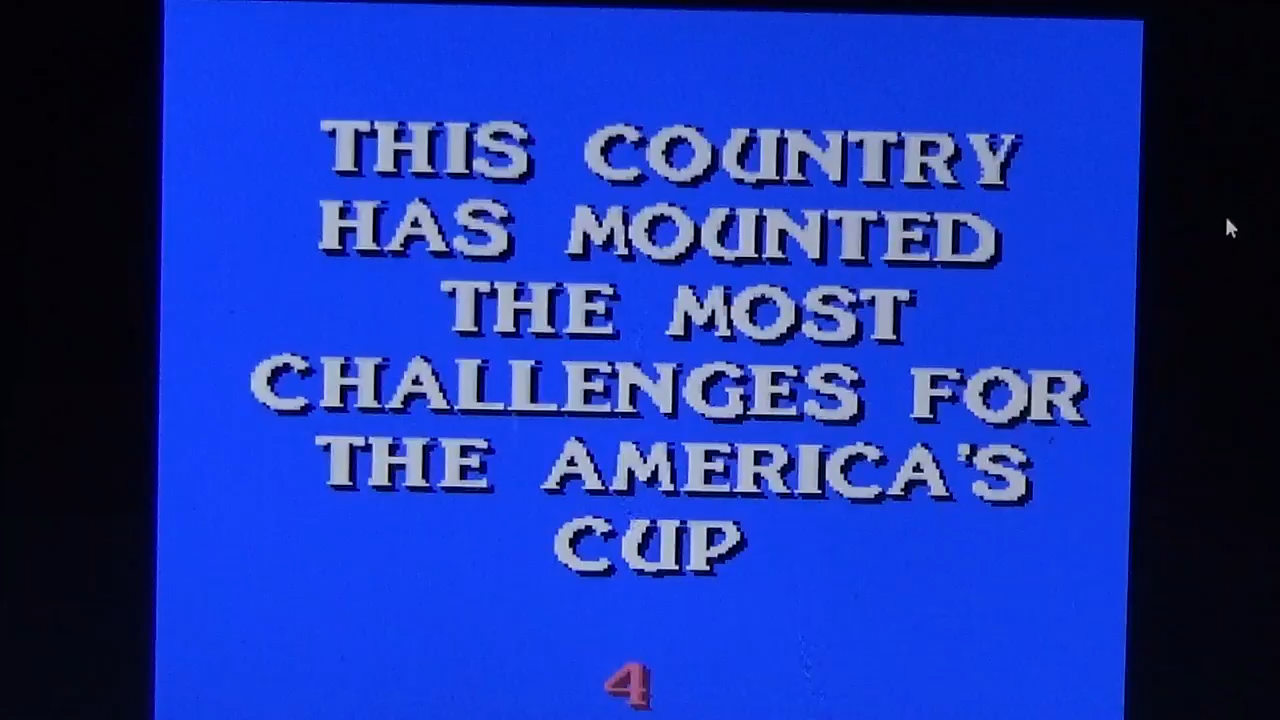 THIS COUNTRY
HAS MOUNTED
THE MOST
CHALLENGES FOR
THE AMERICA'S
CUP
4